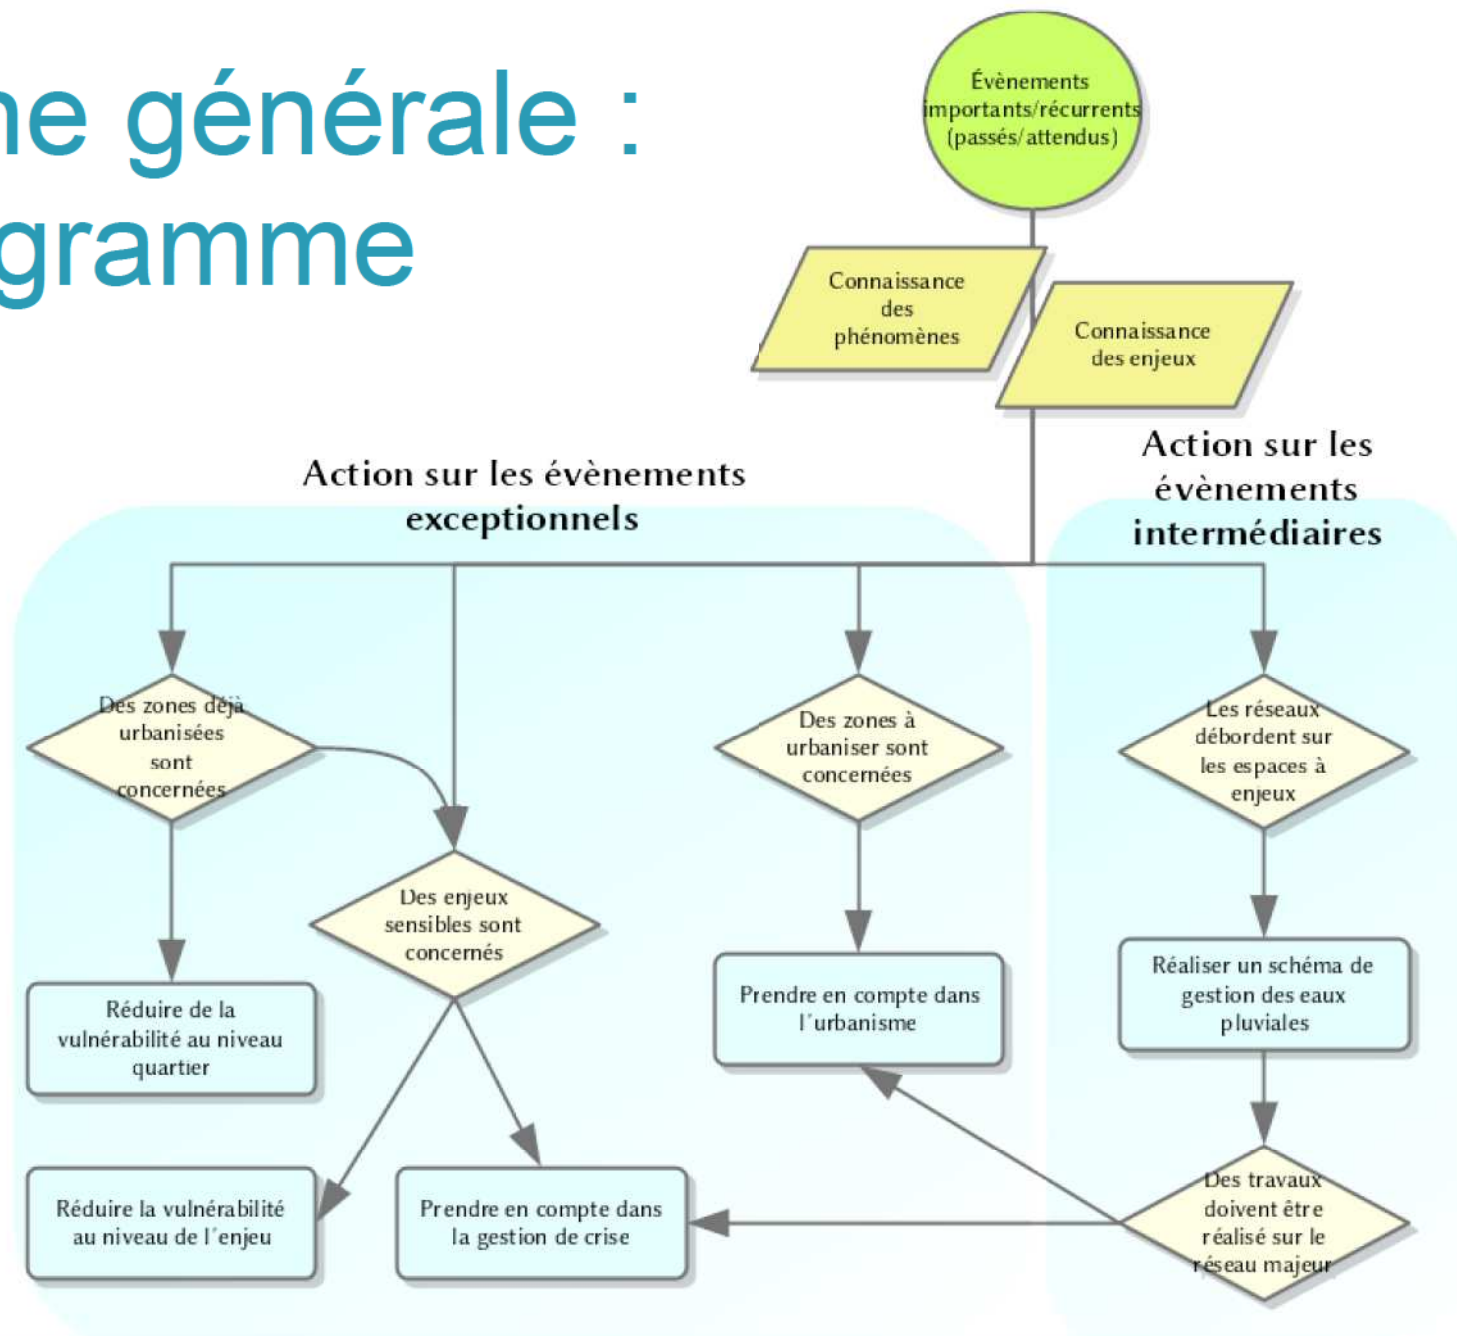 ne générale :
gramme
Évènements
importants/récurrents
(passés/attendus)
Connaissance
des
phénomènes
Connaissance
des enjeux
Action sur les évènements
exceptionnels
Action sur les
évènements
intermédiaires
Des zones déjà
urbanisées
sont
concernées
Des enjeux
sensibles sont
concernés
Des zones à
urbaniser sont
concernées
Les réseaux
débordent sur
les espaces à
enjeux
Réduire de la
vulnérabilité au niveau
quartier
Prendre en compte dans
l'urbanisme
Réaliser un schéma de
gestion des eaux
pluviales
Réduire la vulnérabilité
au niveau de l'enjeu
Prendre en compte dans
la gestion de crise
Des travaux
doivent être
réalisé sur le
réseau majeur